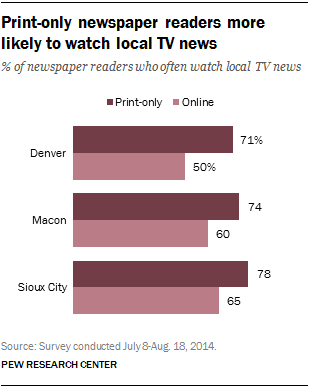 Print-only newspaper readers more
likely to watch local TV news
% of newspaper readers who often watch local TV news
Print-only Online
Denver
71%
50%
Macon
74
60
Sioux City
78
65
Source: Survey conducted July 8-Aug. 18, 2014.
PEW RESEARCH CENTER